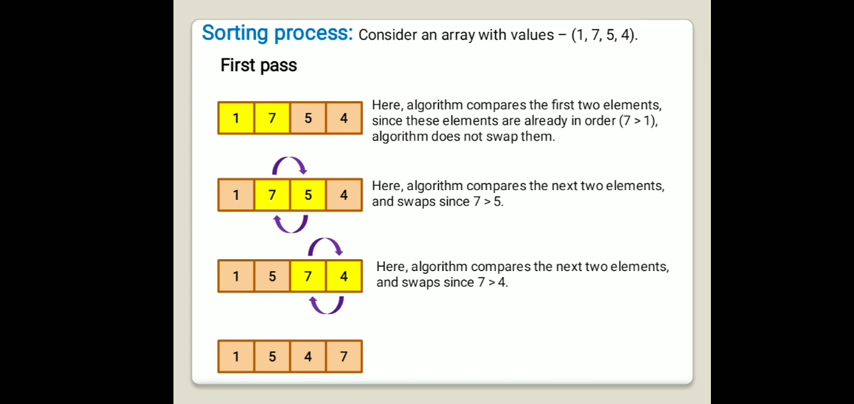 Sorting process: Consider an array with values – (1, 7, 5, 4).
First pass
1 7 5 4
Here, algorithm compares the first two elements,
since these elements are already in order (7 > 1),
algorithm does not swap them.
1 7 5 4
Here, algorithm compares the next two elements,
and swaps since 7 > 5.
1 5 7 4
Here, algorithm compares the next two elements,
and swaps since 7 > 4.
1 5 4 7